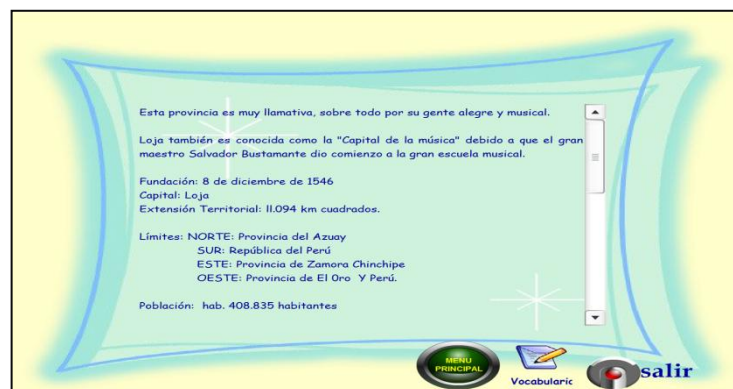 Esta provincia es muy llamativa, sobre todo por su gente alegre y musical.
Loja también es conocida como la "Capital de la música" debido a que el gran
maestro Salvador Bustamante dio comienzo a la gran escuela musical.
Fundación: 8 de diciembre de 1546
Capital: Loja
Extensión Territorial: ll.094 km cuadrados.
Límites: NORTE: Provincia del Azuay
SUR: República del Perú
ESTE: Provincia de Zamora Chinchipe
OESTE: Provincia de El 0ro Y Perú.
Población: hab. 408.835 habitantes
MENU
PRINCIPAL
Vocabularic
salir